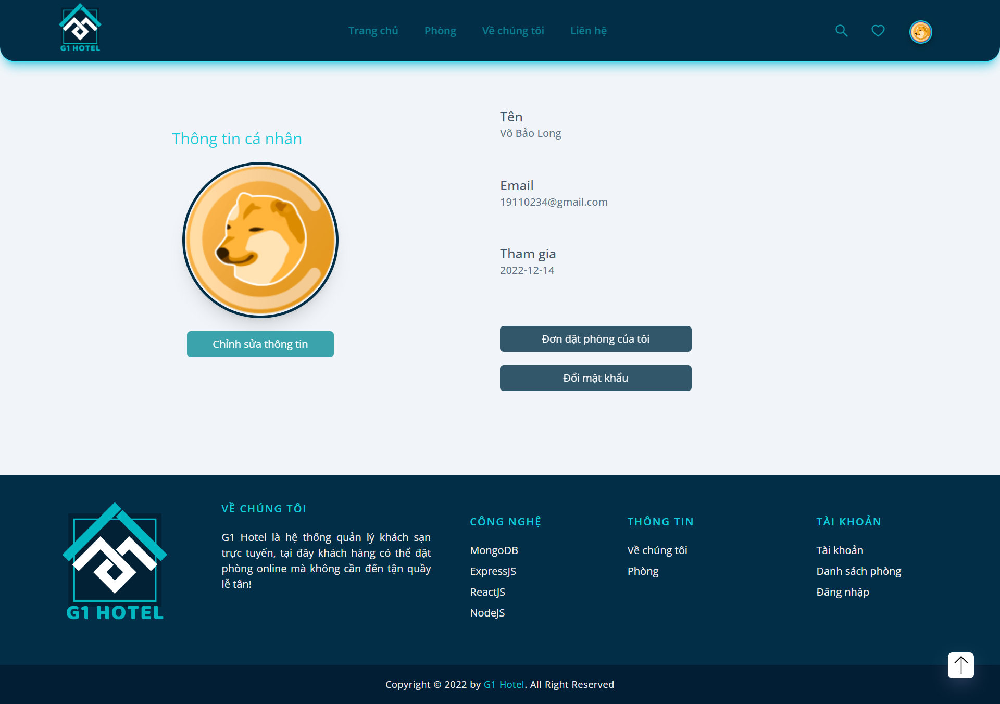 G1 HOTEL
Trang chủ
Phòng
Về chúng tôi
Liên hệ
Thông tin cá nhân
Chỉnh sửa thông tin
Tên
Võ Bảo Long
Email
19110234@gmail.com
Tham gia
2022-12-14
Đơn đặt phòng của tôi
Đổi mật khẩu
G1 HOTEL
VỀ CHÚNG TÔI
G1 Hotel là hệ thống quản lý khách sạn
trực tuyến, tại đây khách hàng có thể đặt
phòng online mà không cần đến tận quầy
lễ tân!
CÔNG NGHỆ
MongoDB
ExpressJS
ReactJS
NodeJS
THÔNG TIN
Về chúng tôi
Phòng
TÀI KHOẢN
Tài khoản
Danh sách phòng
Đăng nhập
Copyright © 2022 by G1 Hotel. All Right Reserved